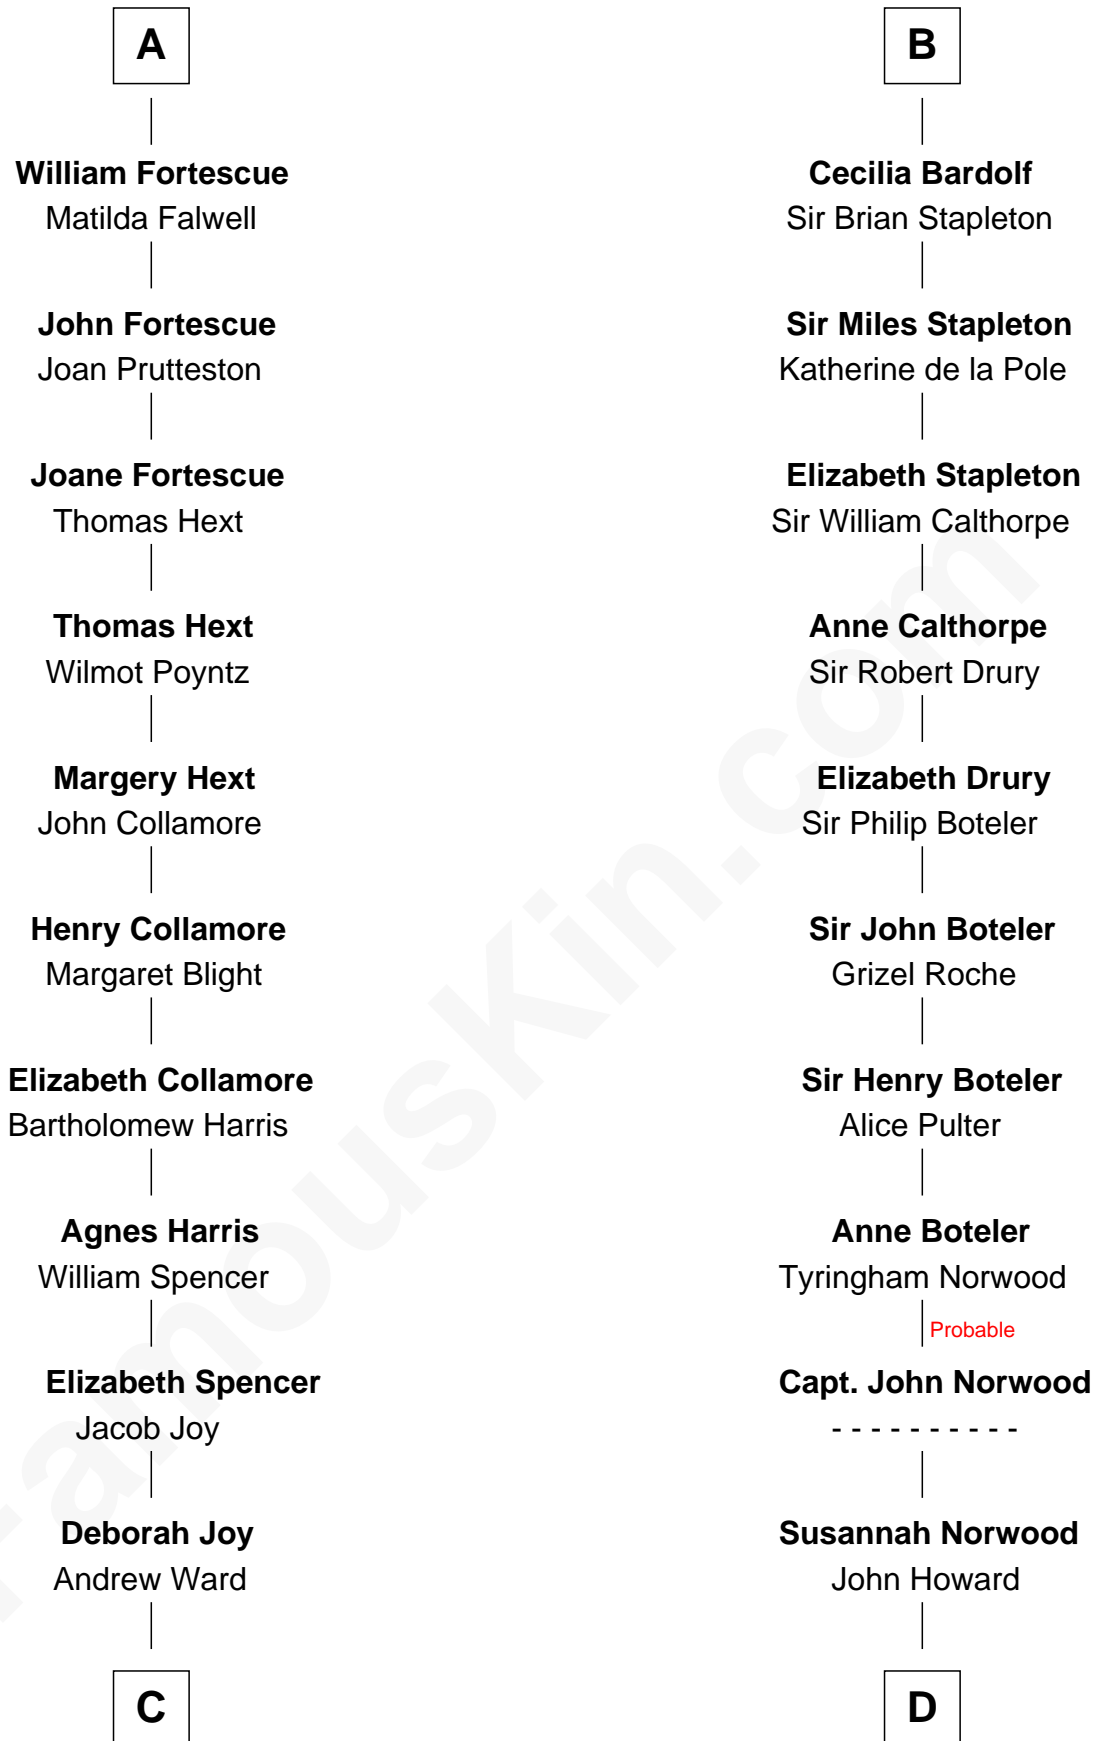 A
William Fortescue
Matilda Falwell
John Fortescue
Joan Prutteston
Joane Fortescue
Thomas Hext
Thomas Hext
Wilmot Poyntz
Margery Hext
John Collamore
Henry Collamore
Margaret Blight
Elizabeth Collamore
Bartholomew Harris
Agnes Harris
William Spencer
Elizabeth Spencer
Jacob Joy
Deborah Joy
Andrew Ward
C
B
Cecilia Bardolf
Sir Brian Stapleton
Sir Miles Stapleton
Katherine de la Pole
Elizabeth Stapleton
Sir William Calthorpe
Anne Calthorpe
Sir Robert Drury
Elizabeth Drury
Sir Philip Boteler
Sir John Boteler
Grizel Roche
Sir Henry Boteler
Alice Pulter
Anne Boteler
Tyringham Norwood
Probable
Capt. John Norwood
- - - - - - - - - -
Susannah Norwood
John Howard
D
FamousKin.com